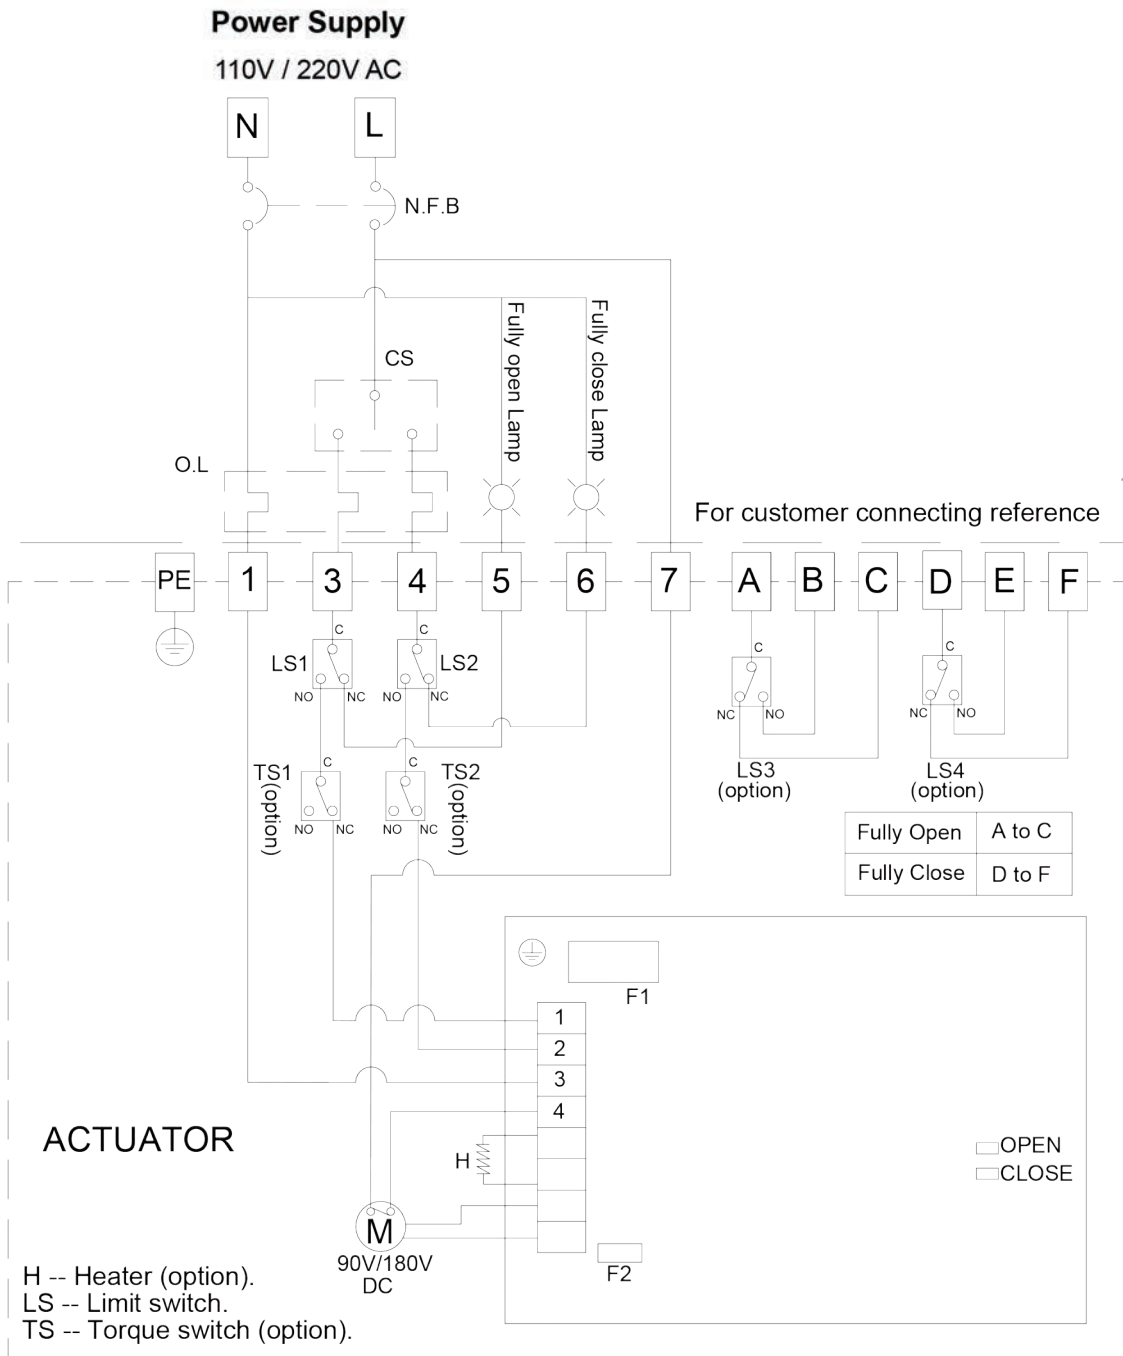 Power Supply
110V / 220V AC
N
L
N.F.B
Fully open Lamp
Fully close Lamp
CS
O.L
For customer connecting reference
PE
1
3
4
5
6
7
A
B
C
D
E
F
C
C
LS1
LS2
NO
NC
NO
NC
C
C
NC
NO
NC
NO
LS3
(option)
LS4
(option)
C
C
TS1
(option)
TS2
(option)
NO
NC
NO
NC
Fully Open
A to C
Fully Close
D to F
F1
1
2
3
4
ACTUATOR
H
OPEN
CLOSE
M
90V/180V
DC
F2
H -- Heater (option).
LS -- Limit switch.
TS -- Torque switch (option).